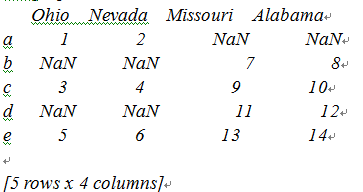 Ohio Nevada Missouri Alabama
a 1 2 NaN NaN
b NaN NaN 7 8
c 3 4 9 10
d NaN NaN 11 12
e 5 6 13 14
[5 rows x 4 columns]